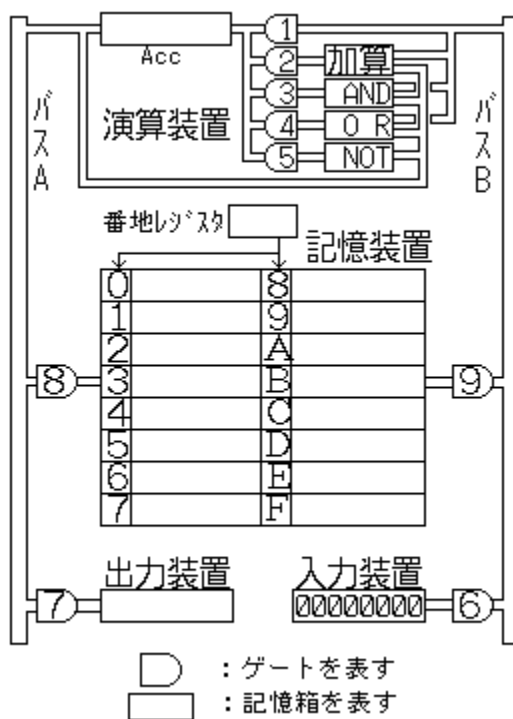 1
Acc
2 加算
3 AND
演算装置
4 OR
5 NOT
バスA
バスB
番地レジスタ
記憶装置
0 8
1 9
2 A
8 3 B 9
4 C
5 D
6 E
7 F
出力装置 入力装置
7 00000000 6
：ゲートを表す
：記憶箱を表す